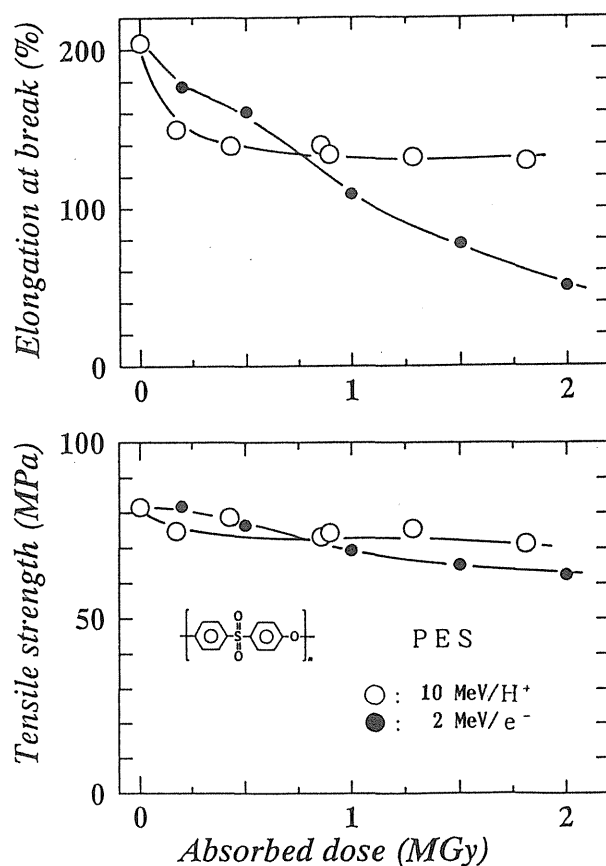 Elongation at break (%)
200
100
0
0
1
2
Tensile strength (MPa)
100
50
0
O
S
O
O
n
PES
○ : 10 MeV/H⁺
● : 2 MeV/e⁻
0
1
2
Absorbed dose (MGy)